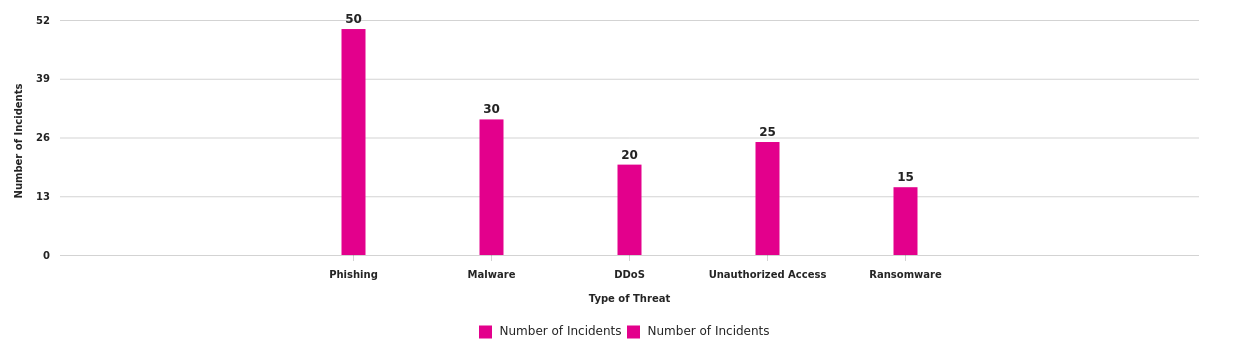 Number of Incidents
52
39
26
13
0
50
30
20
25
15
Phishing
Malware
DDoS
Unauthorized Access
Ransomware
Type of Threat
Number of Incidents Number of Incidents